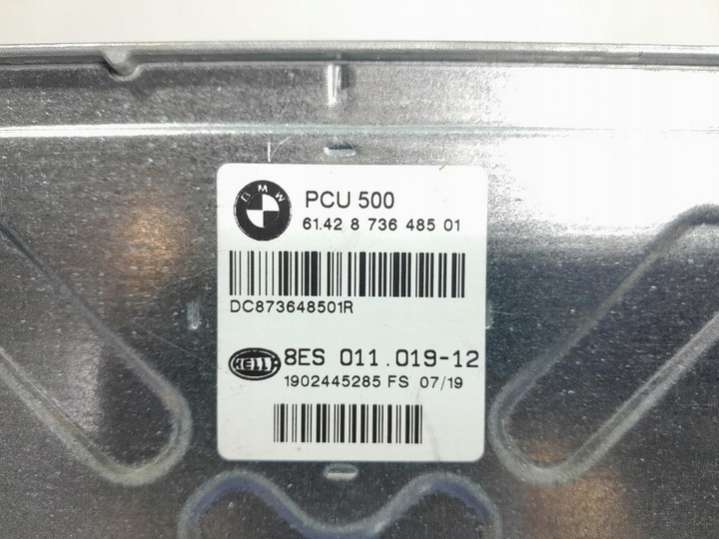 BMW
PCU 500
61.42 8 736 485 01
DC873648501R
HELLA
8ES 011.019-12
1902445285 FS 07/19